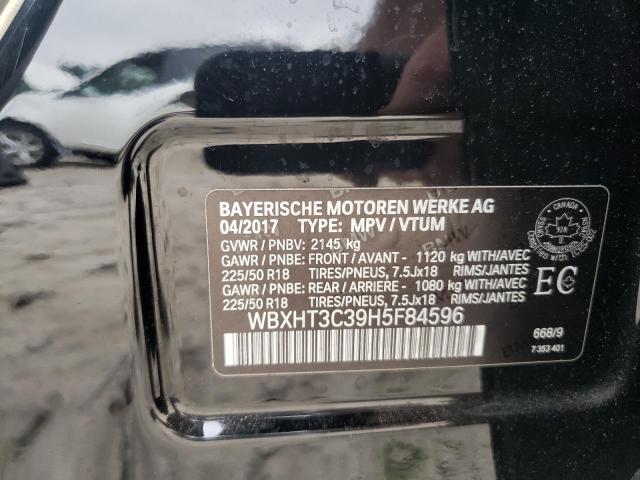 BAYERISCHE MOTOREN WERKE AG
04/2017 TYPE: MPV / VTUM
GVWR / PNBV: 2145 kg
GAWR / PNBE: FRONT / AVANT - 1120 kg WITH/AVEC
225/50 R18 TIRES/PNEUS, 7.5Jx18 RIMS/JANTES
GAWR / PNBE: REAR / ARRIERE - 1080 kg WITH/AVEC
225/50 R18 TIRES/PNEUS, 7.5Jx18 RIMS/JANTES
WBXHT3C39H5F84596
CANADA
EC
668/9
7 353 401